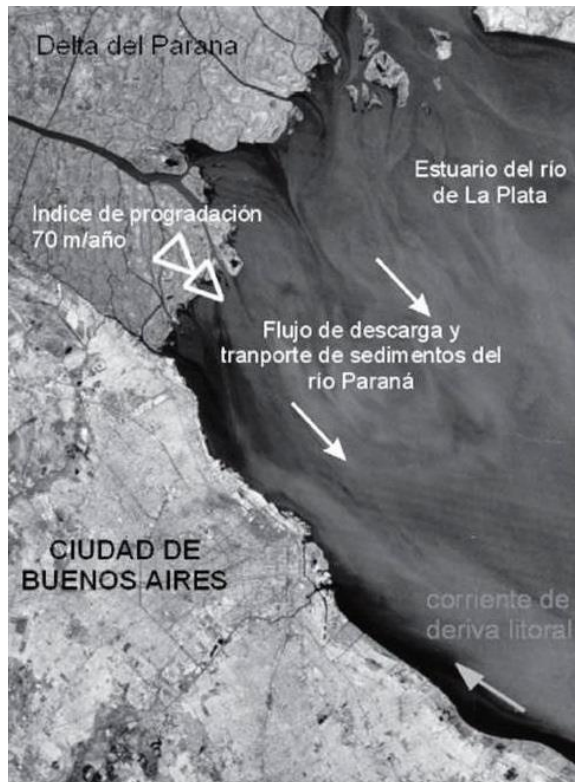 Delta del Parana
Estuario del río
de La Plata
Indice de progradación
70 m/año
Flujo de descarga y
tranporte de sedimentos del
río Paraná
CIUDAD DE
BUENOS AIRES
corriente de
deriva litoral